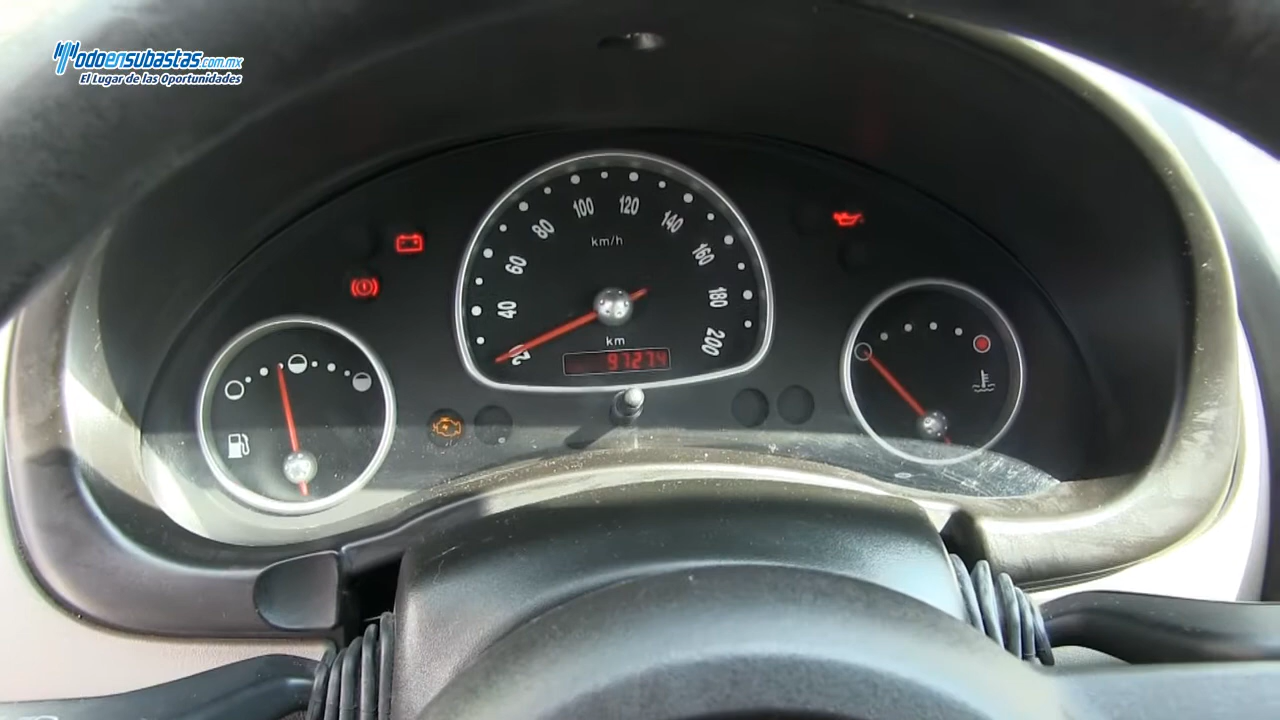 Todoensubastas.com.mx
El Lugar de las Oportunidades
100
120
80
140
km/h
60
160
40
180
km
200
20
97274